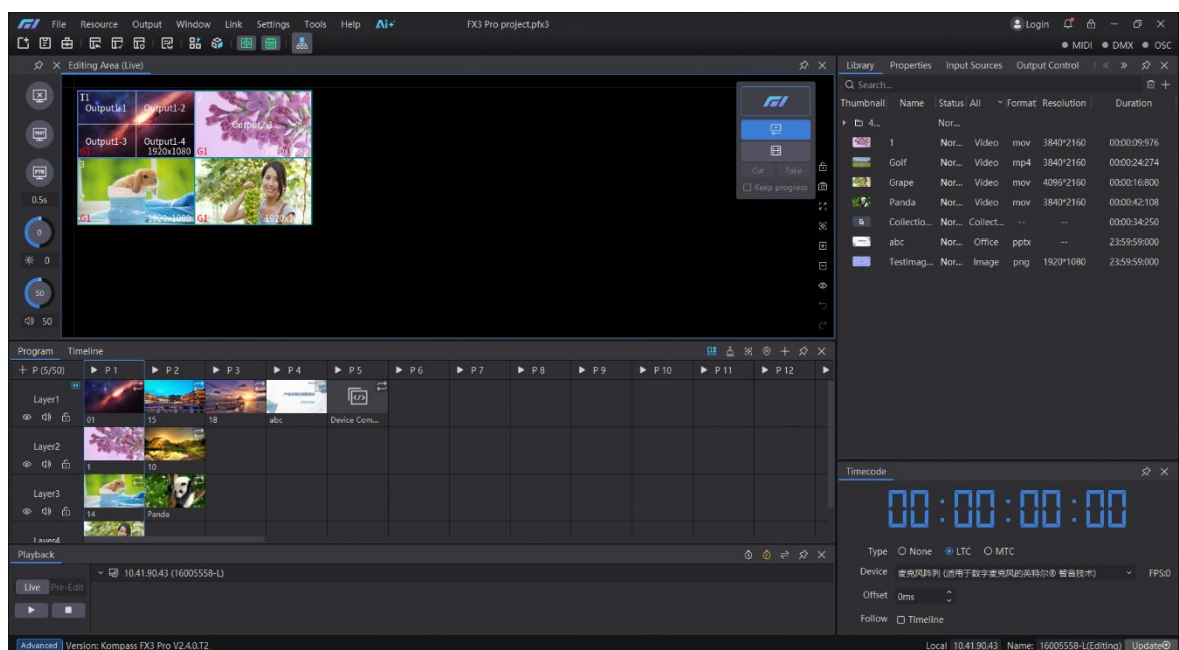 File Resource Output Window Link Settings Tools Help Ai+ FX3 Pro project.pfx3 Login
MIDI DMX OSC
Editing Area (Live)
Library Properties Input Sources Output Control
Search...
Thumbnail Name Status All Format Resolution Duration
4... Nor...
1 Nor... Video mov 3840*2160 00:00:09:976
Golf Nor... Video mp4 3840*2160 00:00:24:274
Grape Nor... Video mov 4096*2160 00:00:16:800
Panda Nor... Video mov 3840*2160 00:00:42:108
Collectio... Nor... Collect... -- -- 00:00:34:250
abc Nor... Office pptx -- 23:59:59:000
TestImag... Nor... Image png 1920*1080 23:59:59:000
TEST
PTN
0.5s
0
0
50
50
Output1-2
Output2-1
Output1-3 Output1-4
G1 1920x1080 G1
3
G1 1920x1080 G1
Cut Take
Keep progress
Program Timeline
P (5/50) P 1 P 2 P 3 P 4 P 5 P 6 P 7 P 8 P 9 P 10 P 11 P 12
Layer1
01 15 18 abc Device Com...
Layer2
1 10
Layer3
14 Panda
Layer4
Playback
10.41.90.43 (16005558-L)
Live Pre-Edit
Timecode
00:00:00:00
Type None LTC MTC
Device 麦克风阵列 (适用于数字麦克风的英特尔® 智音技术) FPS:0
Offset 0ms
Follow Timeline
Advanced Version: Kompass FX3 Pro V2.4.0.T2 Local 10.41.90.43 Name: 16005558-L(Editing) Update